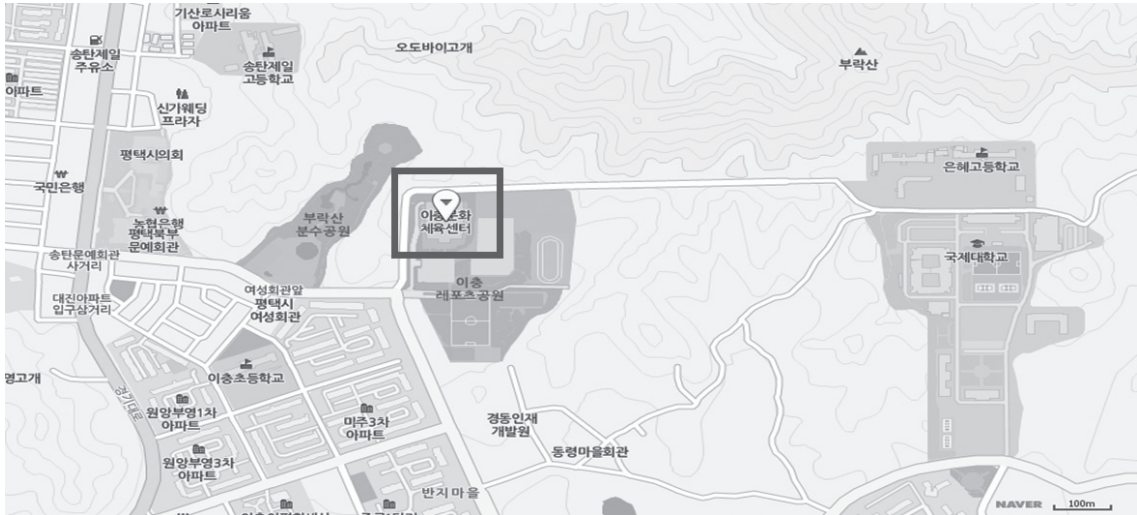 기산로시리움
아파트
송탄제일
주유소
송탄제일
고등학교
오도바이고개
부락산
아파트
신가웨딩
프라자
평택시의회
국민은행
은혜고등학교
농협은행
평택북부
문예회관
부락산
분수공원
이충문화
체육센터
국제대학교
송탄문예회관
사거리
이충
레포츠공원
대진아파트
입구삼거리
여성회관앞
평택시
여성회관
이충초등학교
영고개
경기대로
원앙부영1차
아파트
미주3차
아파트
경동인재
개발원
동령마을회관
원앙부영3차
아파트
반지마을
NAVER
100m